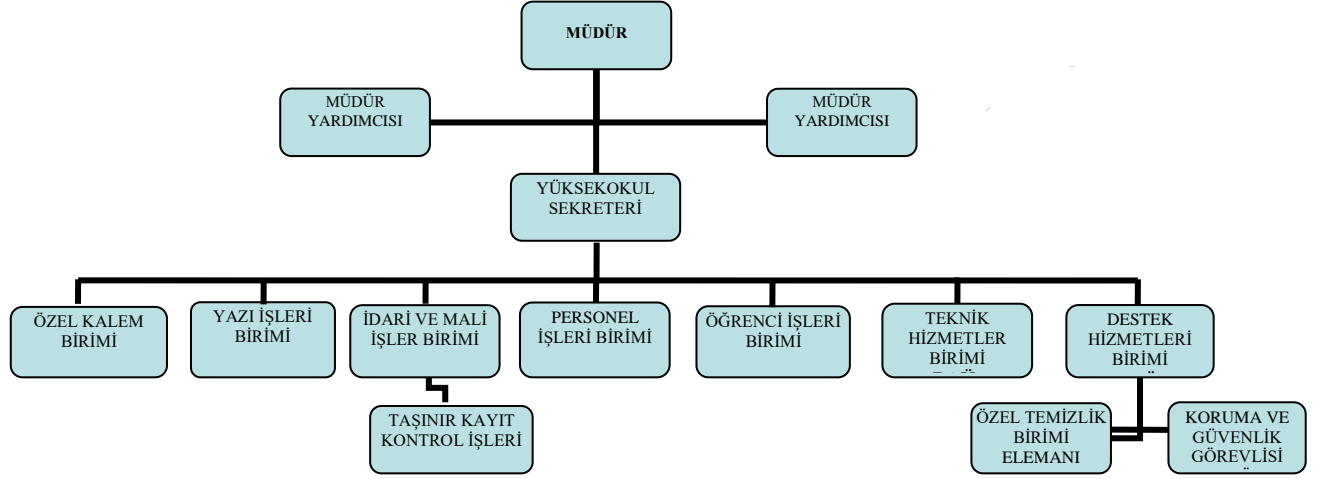 MÜDÜR
MÜDÜR
YARDIMCISI
MÜDÜR
YARDIMCISI
YÜKSEKOKUL
SEKRETERİ
ÖZEL KALEM
BİRİMİ
YAZI İŞLERİ
BİRİMİ
İDARİ VE MALİ
İŞLER BİRİMİ
PERSONEL
İŞLERİ BİRİMİ
ÖĞRENCİ İŞLERİ
BİRİMİ
TEKNİK
HİZMETLER
BİRİMİ
DESTEK
HİZMETLERİ
BİRİMİ
TAŞINIR KAYIT
KONTROL İŞLERİ
ÖZEL TEMİZLİK
BİRİMİ
ELEMANI
KORUMA VE
GÜVENLİK
GÖREVLİSİ